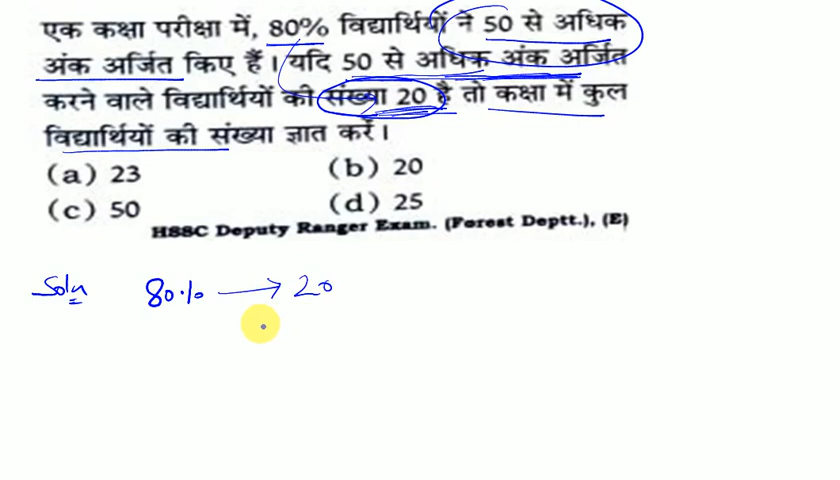 एक कक्षा परीक्षा में, 80% विद्यार्थियों ने 50 से अधिक
अंक अर्जित किए हैं। यदि 50 से अधिक अंक अर्जित
करने वाले विद्यार्थियों की संख्या 20 है तो कक्षा में कुल
विद्यार्थियों की संख्या ज्ञात करें।
(a) 23 (b) 20
(c) 50 (d) 25
HSSC Deputy Ranger Exam. (Forest Deptt.), (E)
Soln 80% → 20